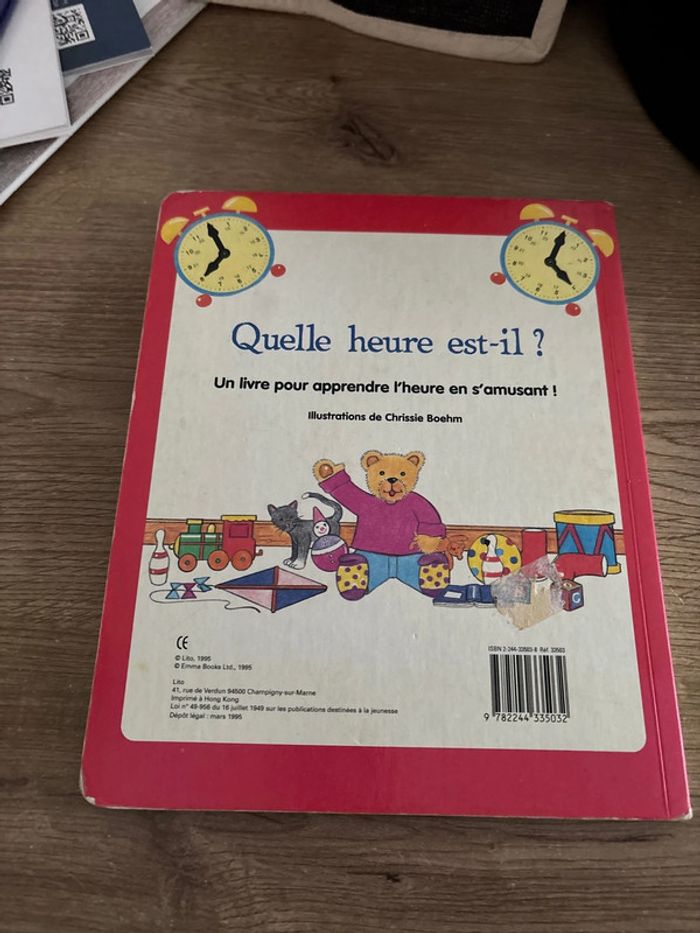 Quelle heure est-il ?
Un livre pour apprendre l'heure en s'amusant !
Illustrations de Chrissie Boehm
CE
© Lito, 1995
© Emma Books Ltd., 1995
Lito
41, rue de Verdun 94500 Champigny-sur-Marne
Imprimé à Hong Kong
Loi n° 49-956 du 16 juillet 1949 sur les publications destinées à la jeunesse
Dépôt légal : mars 1995
ISBN 2-244-33503-8 Réf. 33503
9 782244 335032